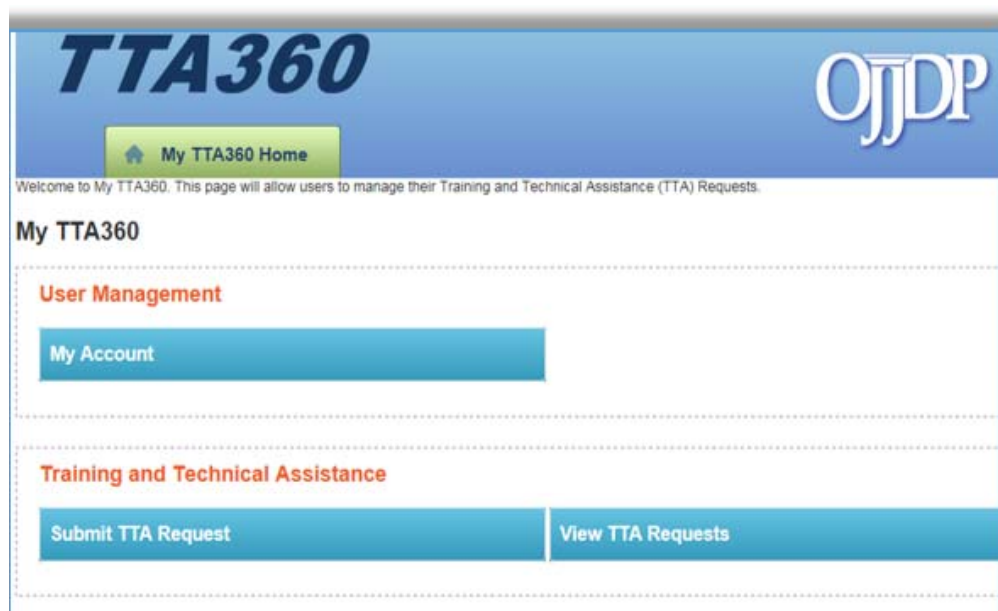 TTA360
OJJDP
My TTA360 Home
Welcome to My TTA360. This page will allow users to manage their Training and Technical Assistance (TTA) Requests.
My TTA360
User Management
My Account
Training and Technical Assistance
Submit TTA Request
View TTA Requests